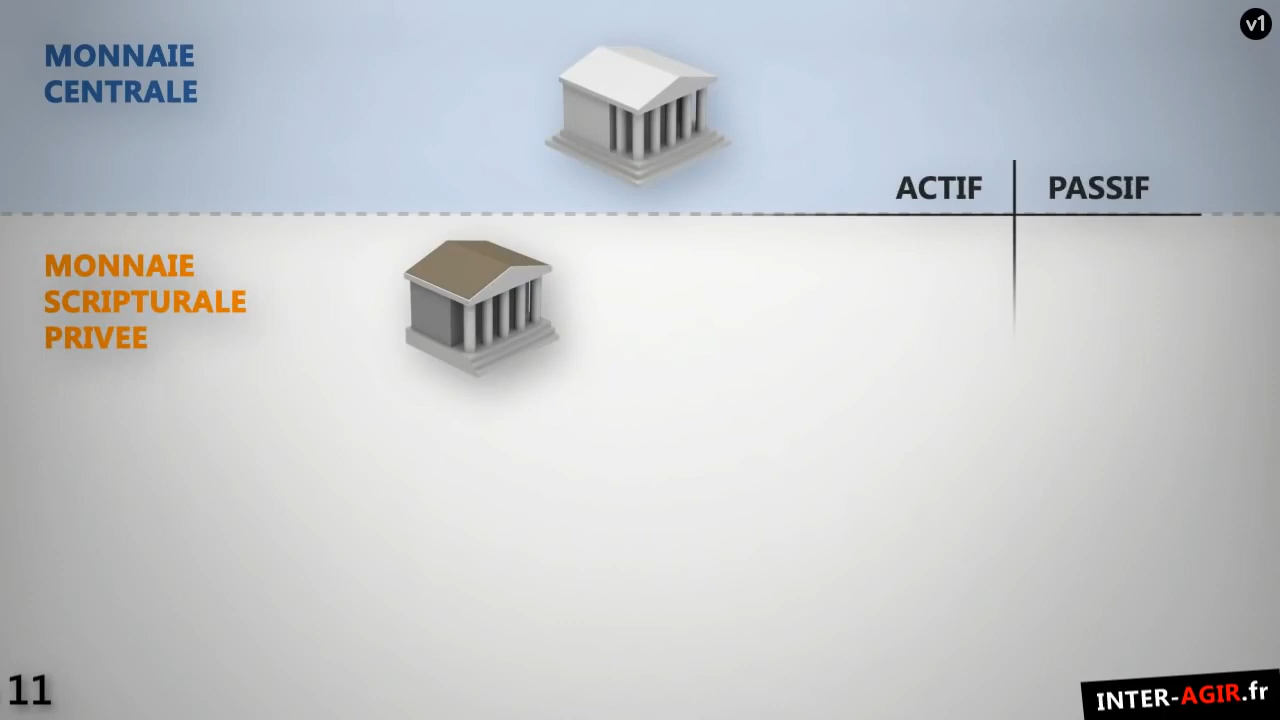 v1
MONNAIE
CENTRALE
ACTIF PASSIF
MONNAIE
SCRIPTURALE
PRIVEE
11
INTER-AGIR.fr